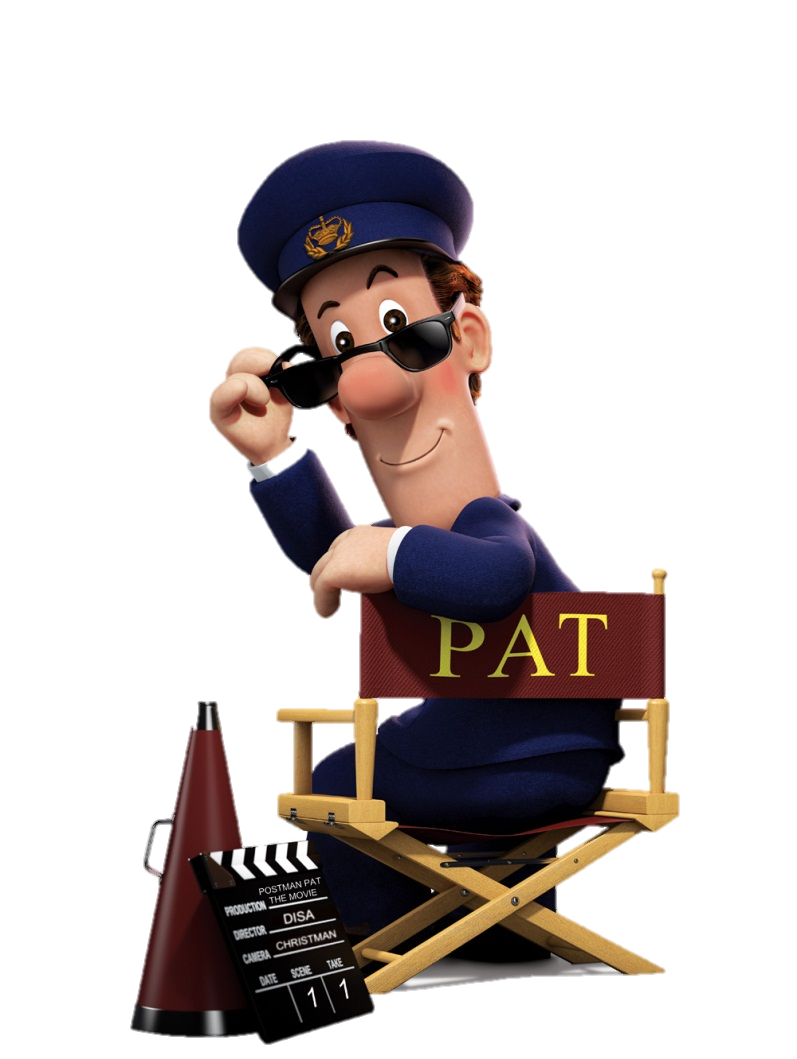 PAT
POSTMAN PAT
THE MOVIE
PRODUCTION
DIRECTOR DISA
CAMERA CHRISTMAN
DATE SCENE TAKE
1 1